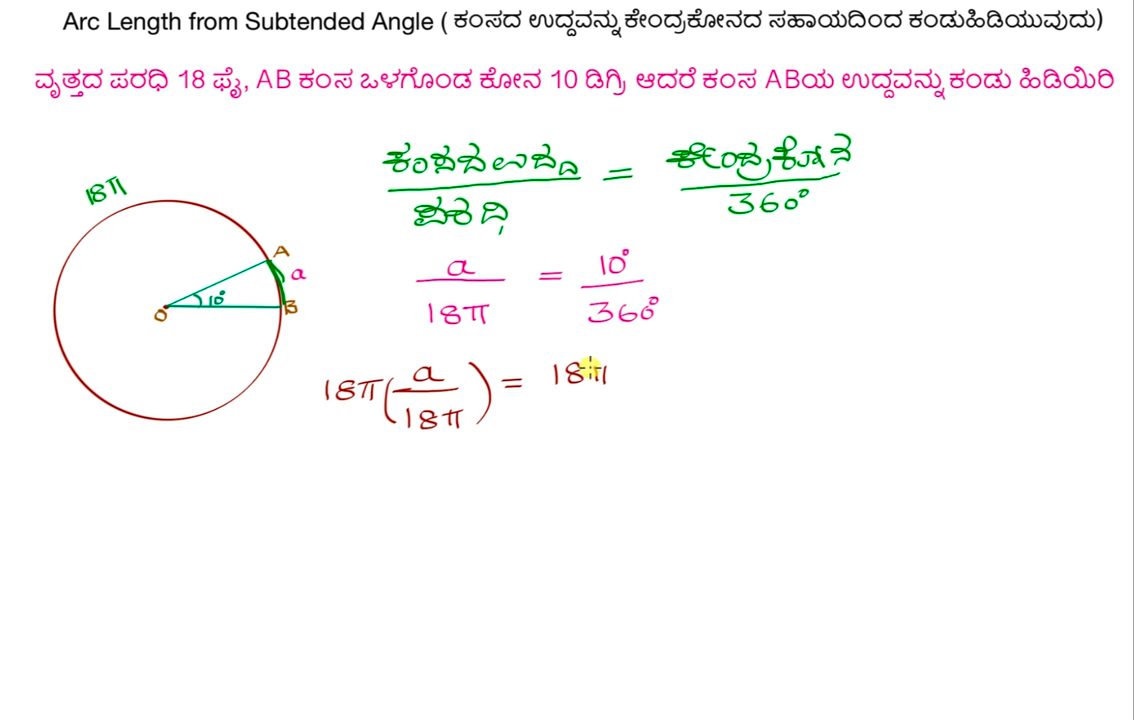 Arc Length from Subtended Angle ( ಕಂಸದ ಉದ್ದವನ್ನು ಕೇಂದ್ರಕೋನದ ಸಹಾಯದಿಂದ ಕಂಡುಹಿಡಿಯುವುದು)
ವೃತ್ತದ ಪರಧಿ 18 ಫೈ, AB ಕಂಸ ಒಳಗೊಂಡ ಕೋನ 10 ಡಿಗ್ರಿ ಆದರೆ ಕಂಸ ABಯ ಉದ್ದವನ್ನು ಕಂಡು ಹಿಡಿಯಿರಿ
ಕಂಸದ ಉದ್ದ = ಕೇಂದ್ರಕೋನ
ಪರದಿ 360°
18π
A
a
10°
O
B
a = 10°
18π 360°
18π(a/18π) = 18π